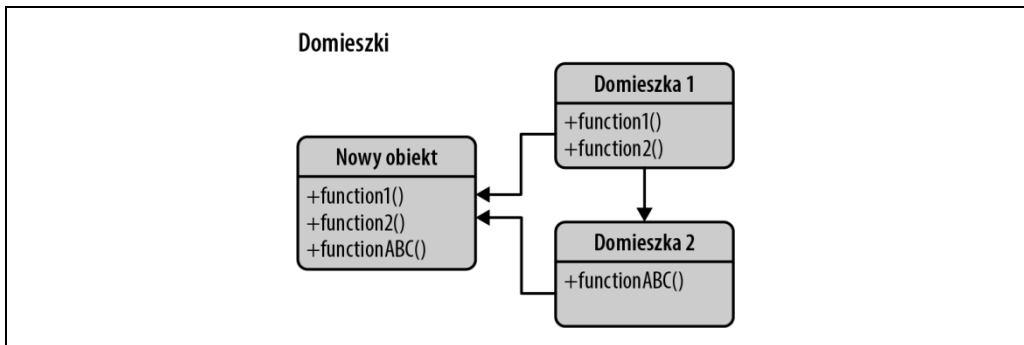 Domieszki
Domieszka 1
+function1()
+function2()
Nowy obiekt
+function1()
+function2()
+functionABC()
Domieszka 2
+functionABC()